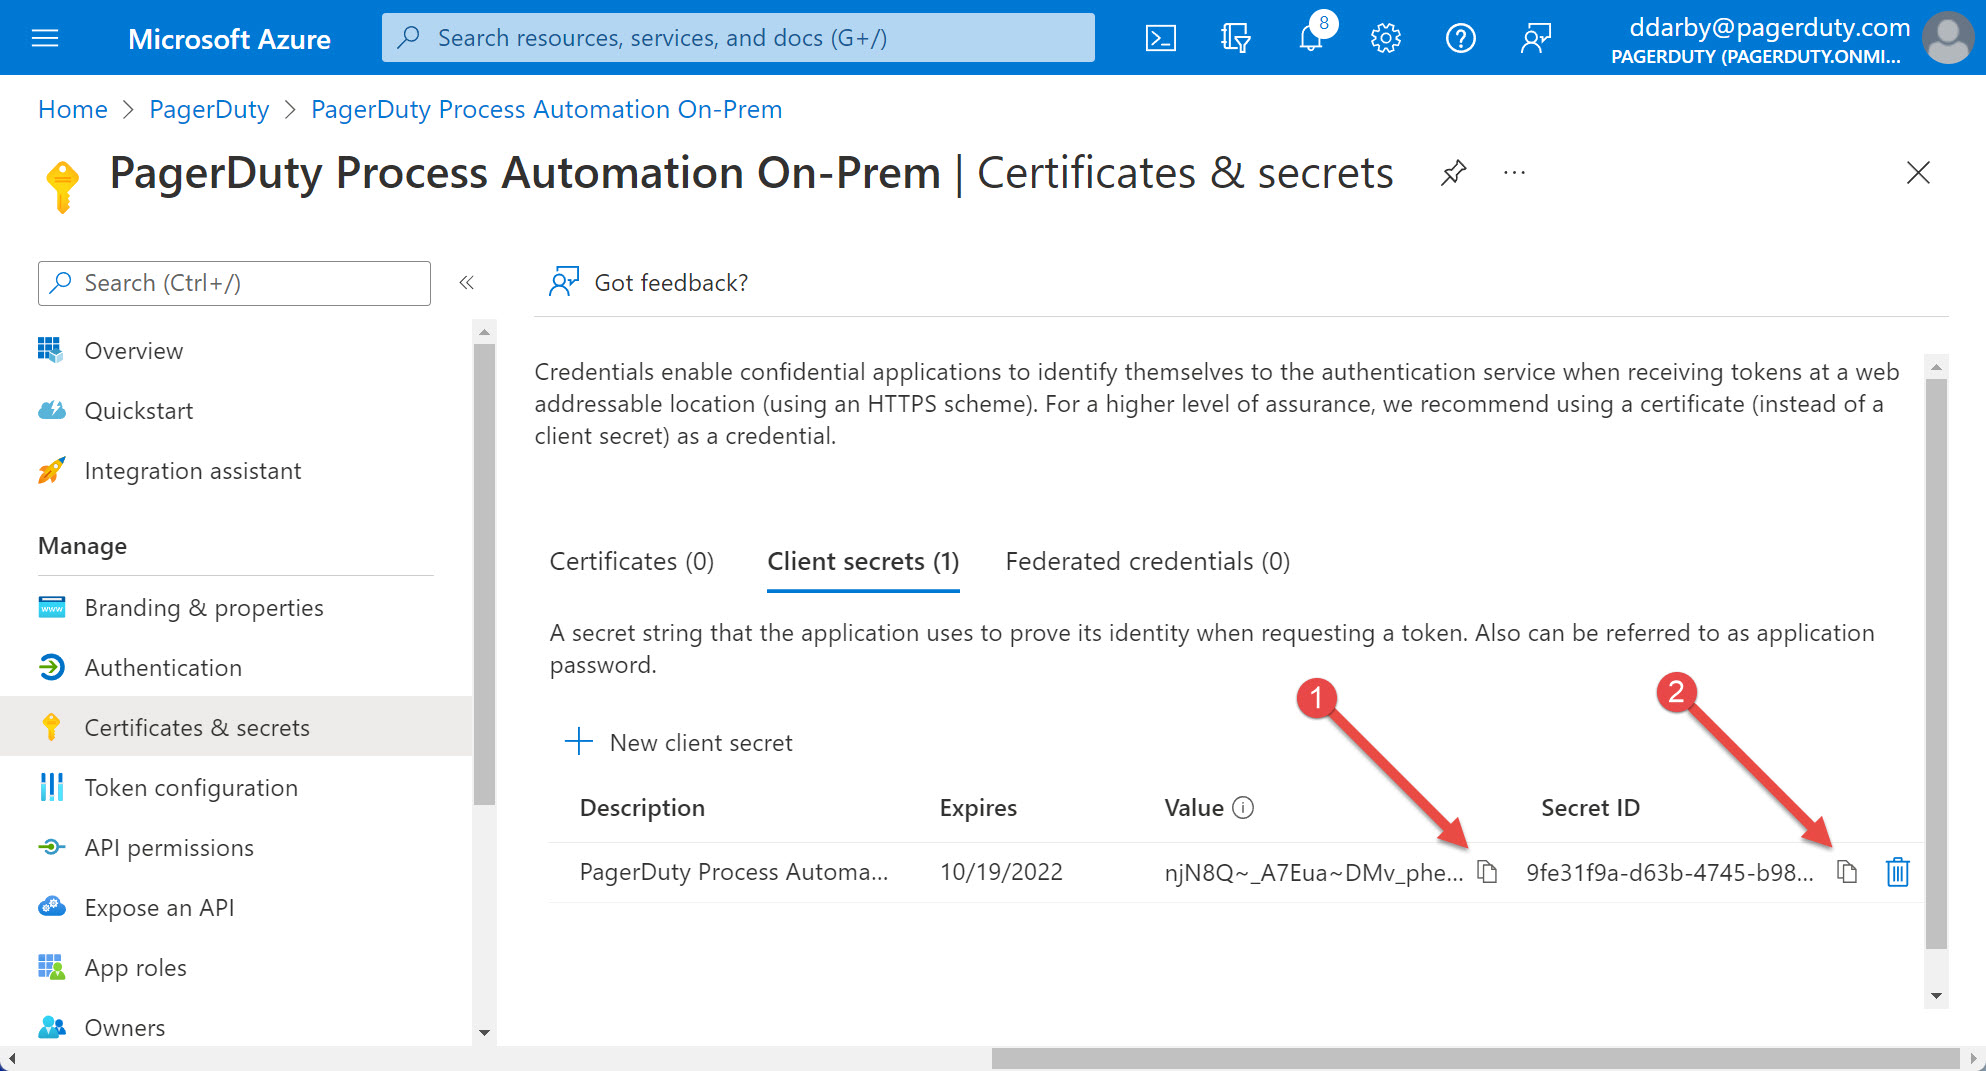 Microsoft Azure
Search resources, services, and docs (G+/)
8
ddarby@pagerduty.com
PAGERDUTY (PAGERDUTY.ONMI...
Home > PagerDuty > PagerDuty Process Automation On-Prem
PagerDuty Process Automation On-Prem | Certificates & secrets
...
Search (Ctrl+/)
«
Got feedback?
Overview
Quickstart
Integration assistant
Manage
Branding & properties
Authentication
Certificates & secrets
Token configuration
API permissions
Expose an API
App roles
Owners
Credentials enable confidential applications to identify themselves to the authentication service when receiving tokens at a web
addressable location (using an HTTPS scheme). For a higher level of assurance, we recommend using a certificate (instead of a
client secret) as a credential.
Certificates (0) Client secrets (1) Federated credentials (0)
A secret string that the application uses to prove its identity when requesting a token. Also can be referred to as application
password.
1 2
New client secret
Description Expires Value Secret ID
PagerDuty Process Automa... 10/19/2022 njN8Q~_A7Eua~DMv_phe... 9fe31f9a-d63b-4745-b98...